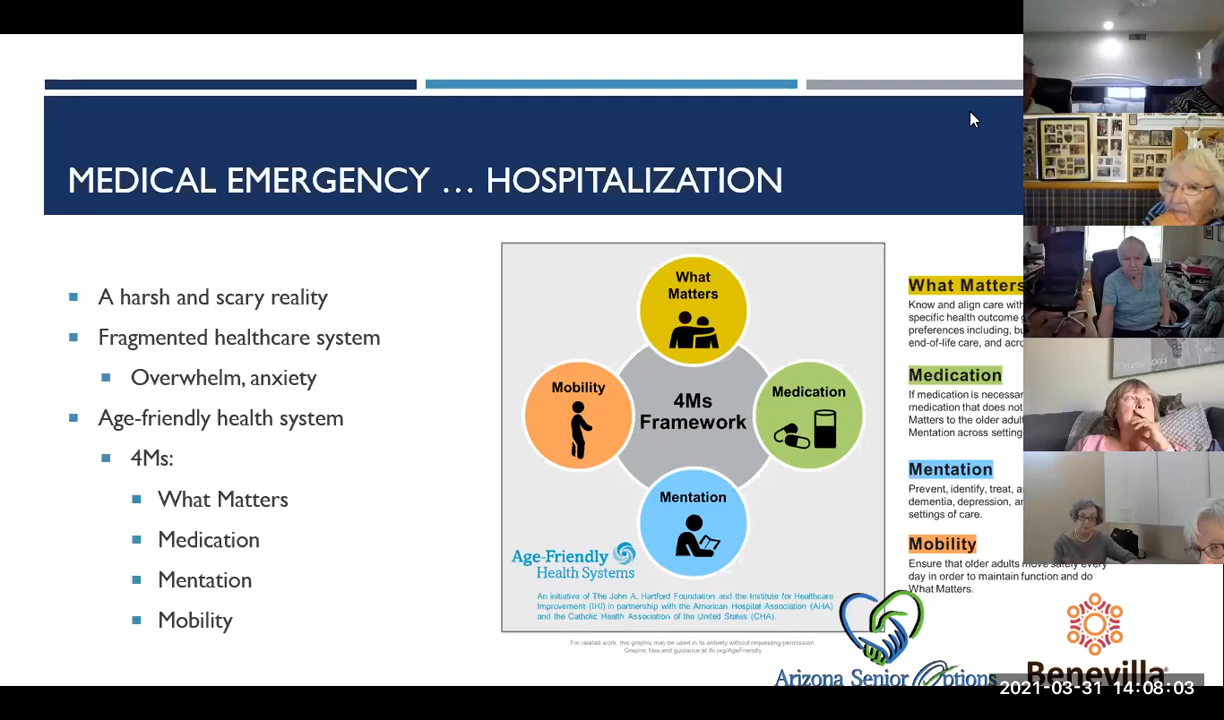 MEDICAL EMERGENCY … HOSPITALIZATION
A harsh and scary reality
Fragmented healthcare system
Overwhelm, anxiety
Age-friendly health system
4Ms:
What Matters
Medication
Mentation
Mobility
What
Matters
Mobility
4Ms
Framework
Medication
Mentation
Age-Friendly
Health Systems
An initiative of The John A. Hartford Foundation and the Institute for Healthcare
Improvement (IHI) in partnership with the American Hospital Association (AHA)
and the Catholic Health Association of the United States (CHA).
For related work, this graphic may be used in its entirety without requesting permission.
Graphic files and guidance at ihi.org/AgeFriendly
What Matters
Know and align care with
specific health outcome
preferences including,
end-of-life care, and
Medication
If medication is necessa
medication that does not
Matters to the older adul
Mentation across setting
Mentation
Prevent, identify, treat,
dementia, depression,
settings of care.
Mobility
Ensure that older adults move safely every
day in order to maintain function and do
What Matters.
Arizona Senior Options
Benevilla
2021-03-31 14:08:03